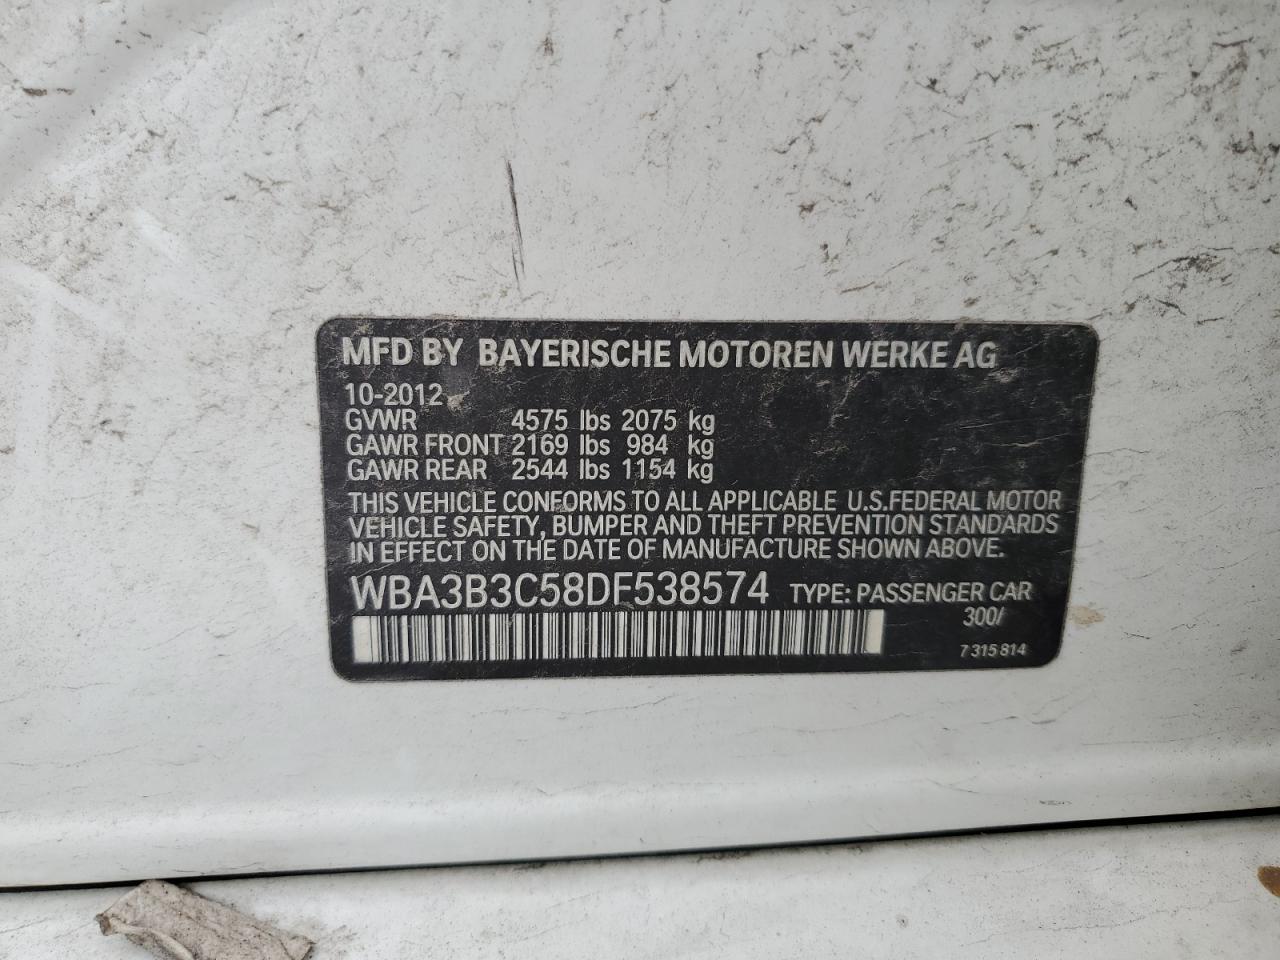 MFD BY BAYERISCHE MOTOREN WERKE AG
10-2012
GVWR 4575 lbs 2075 kg
GAWR FRONT 2169 lbs 984 kg
GAWR REAR 2544 lbs 1154 kg
THIS VEHICLE CONFORMS TO ALL APPLICABLE U.S.FEDERAL MOTOR
VEHICLE SAFETY, BUMPER AND THEFT PREVENTION STANDARDS
IN EFFECT ON THE DATE OF MANUFACTURE SHOWN ABOVE.
WBA3B3C58DF538574 TYPE: PASSENGER CAR
300/
7 315 814